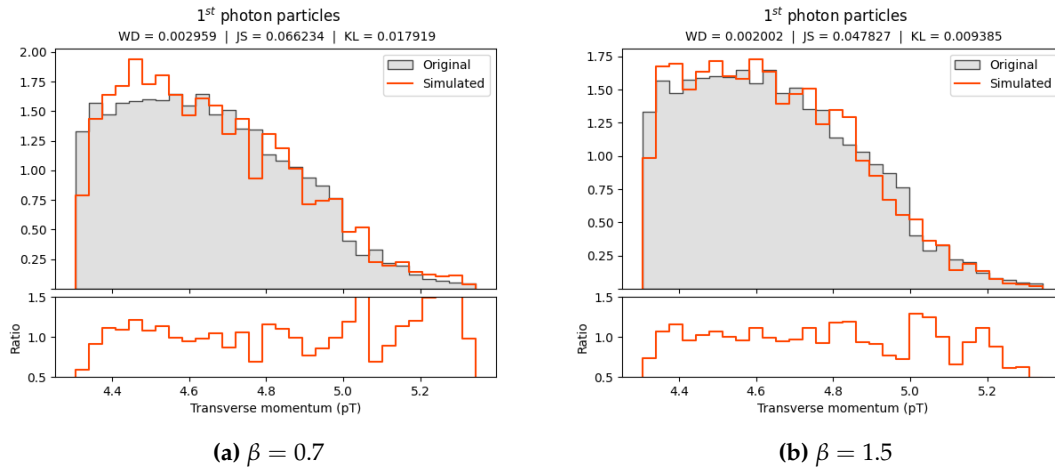 1st photon particles
WD = 0.002959 | JS = 0.066234 | KL = 0.017919
2.00
1.75
1.50
1.25
1.00
0.75
0.50
0.25
Original
Simulated
1.5
1.0
0.5
Ratio
4.4 4.6 4.8 5.0 5.2
Transverse momentum (pT)
(a) β = 0.7
1st photon particles
WD = 0.002002 | JS = 0.047827 | KL = 0.009385
1.75
1.50
1.25
1.00
0.75
0.50
0.25
Original
Simulated
1.5
1.0
0.5
Ratio
4.4 4.6 4.8 5.0 5.2
Transverse momentum (pT)
(b) β = 1.5